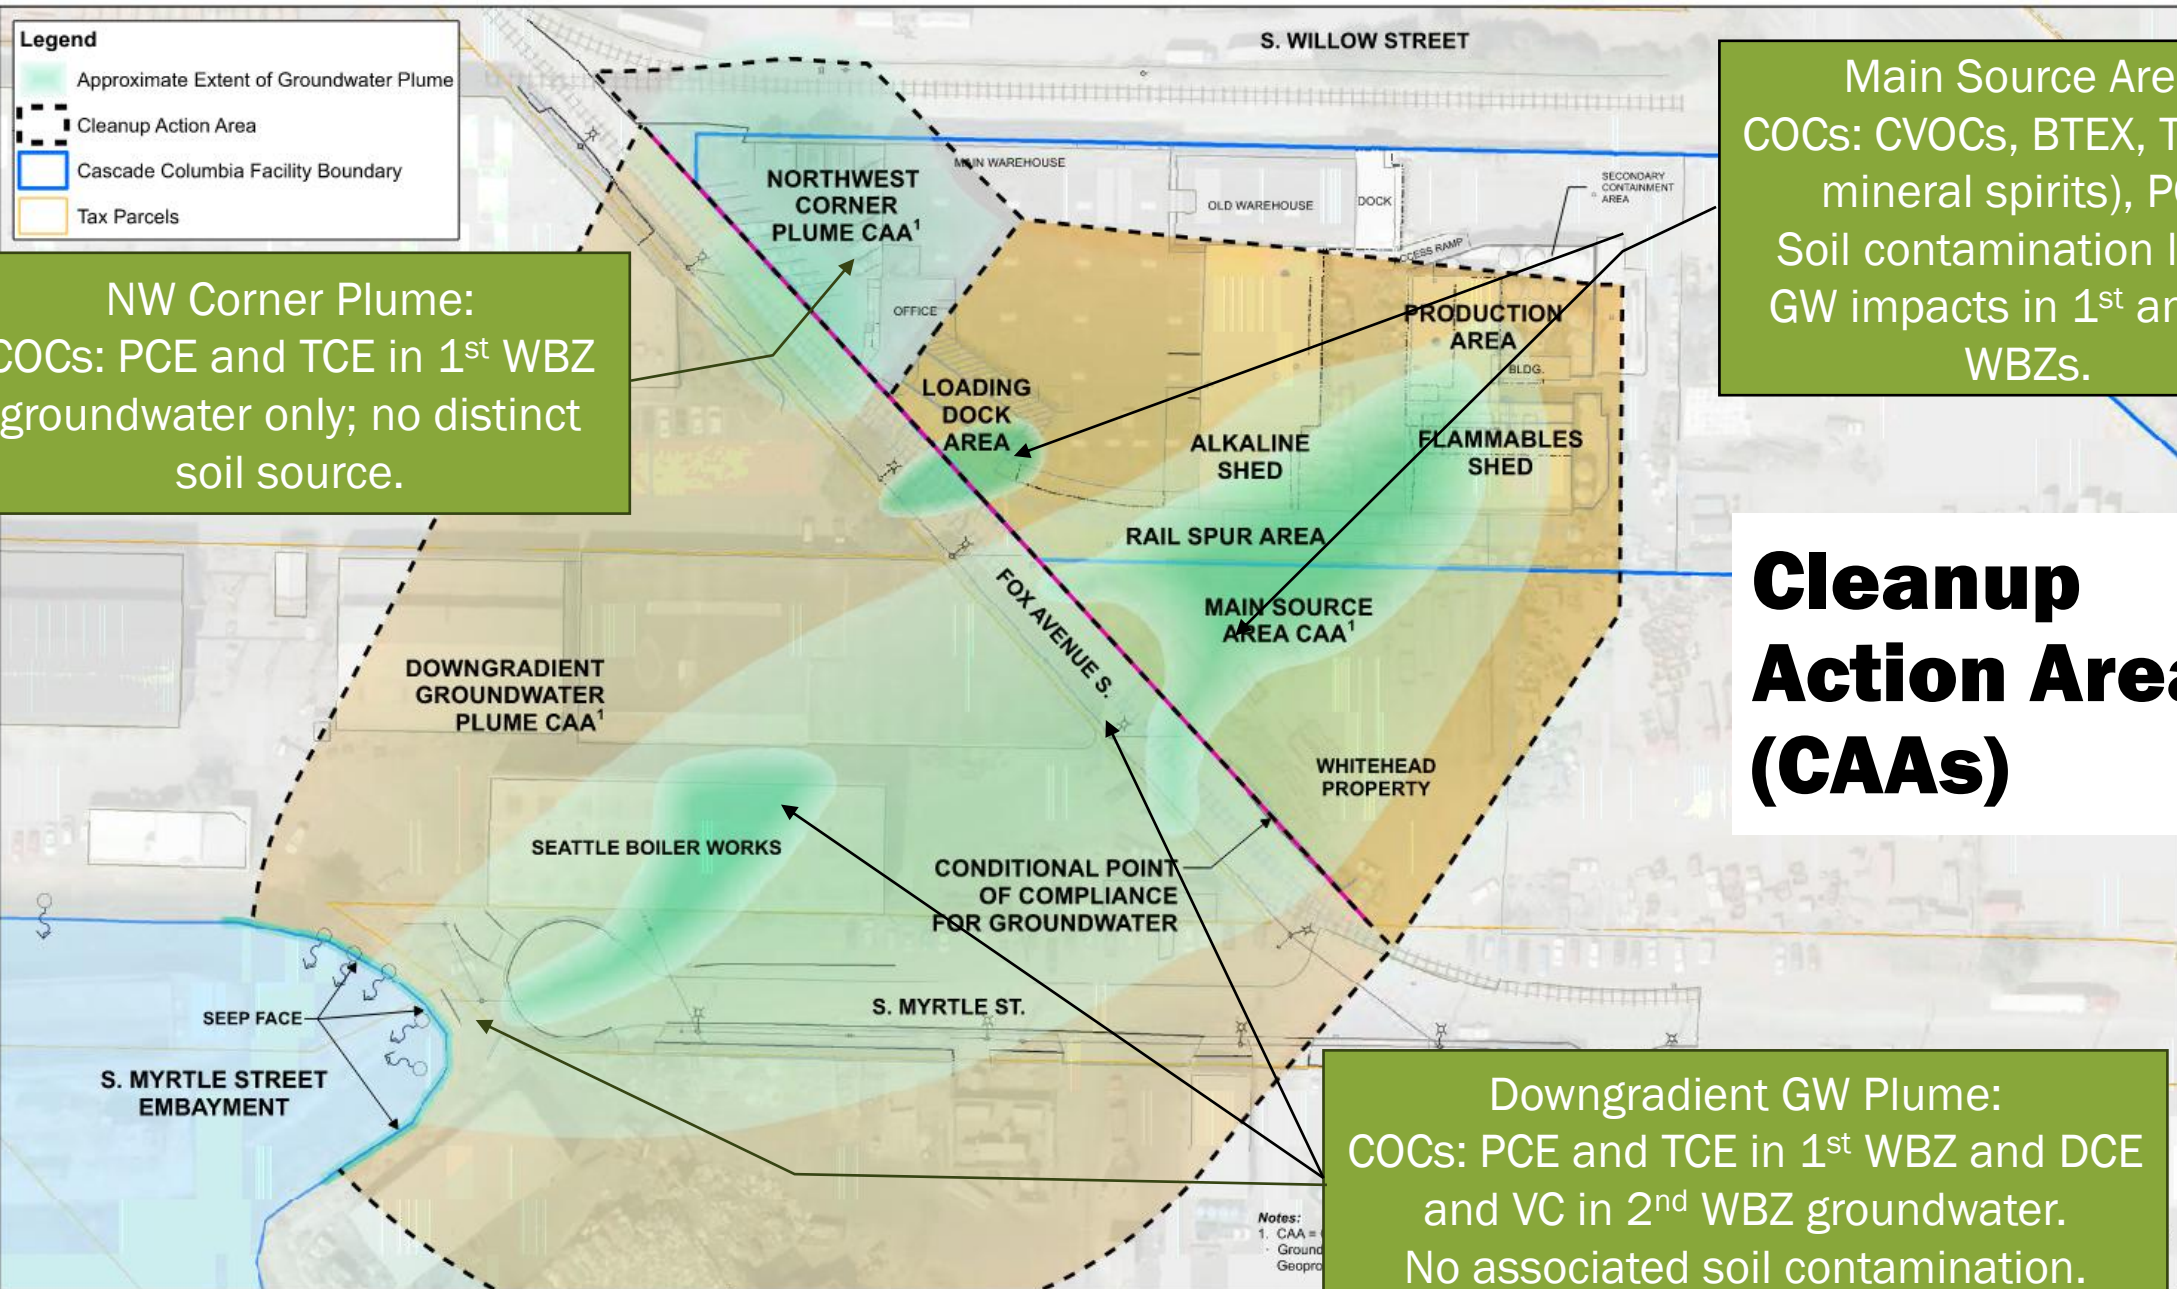 Legend
Approximate Extent of Groundwater Plume
Cleanup Action Area
Cascade Columbia Facility Boundary
Tax Parcels
S. WILLOW STREET
NORTHWEST
CORNER
PLUME CAA¹
MAIN WAREHOUSE
OLD WAREHOUSE
DOCK
SECONDARY
CONTAINMENT
AREA
ACCESS RAMP
OFFICE
Main Source Are
COCs: CVOCs, BTEX, T
mineral spirits), P
Soil contamination
GW impacts in 1st
WBZs.
NW Corner Plume:
COCs: PCE and TCE in 1st WBZ
groundwater only; no distinct
soil source.
LOADING
DOCK
AREA
PRODUCTION
AREA
BLDG.
ALKALINE
SHED
FLAMMABLES
SHED
RAIL SPUR AREA
MAIN SOURCE
AREA CAA¹
FOX AVENUE S.
Cleanup
Action Area
(CAAs)
DOWNGRADIENT
GROUNDWATER
PLUME CAA¹
WHITEHEAD
PROPERTY
SEATTLE BOILER WORKS
CONDITIONAL POINT
OF COMPLIANCE
FOR GROUNDWATER
S. MYRTLE ST.
SEEP FACE
S. MYRTLE STREET
EMBAYMENT
Notes:
1. CAA =
Ground
Geopro
Downgradient GW Plume:
COCs: PCE and TCE in 1st WBZ and DCE
and VC in 2nd WBZ groundwater.
No associated soil contamination.